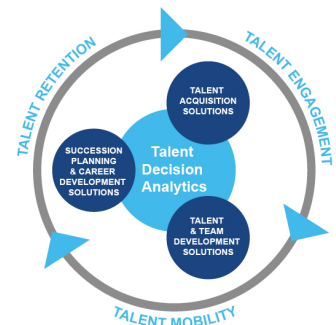 TALENT RETENTION
TALENT ENGAGEMENT
TALENT
ACQUISITION
SOLUTIONS
SUCCESSION
PLANNING
& CAREER
DEVELOPMENT
SOLUTIONS
Talent
Decision
Analytics
TALENT
& TEAM
DEVELOPMENT
SOLUTIONS
TALENT MOBILITY